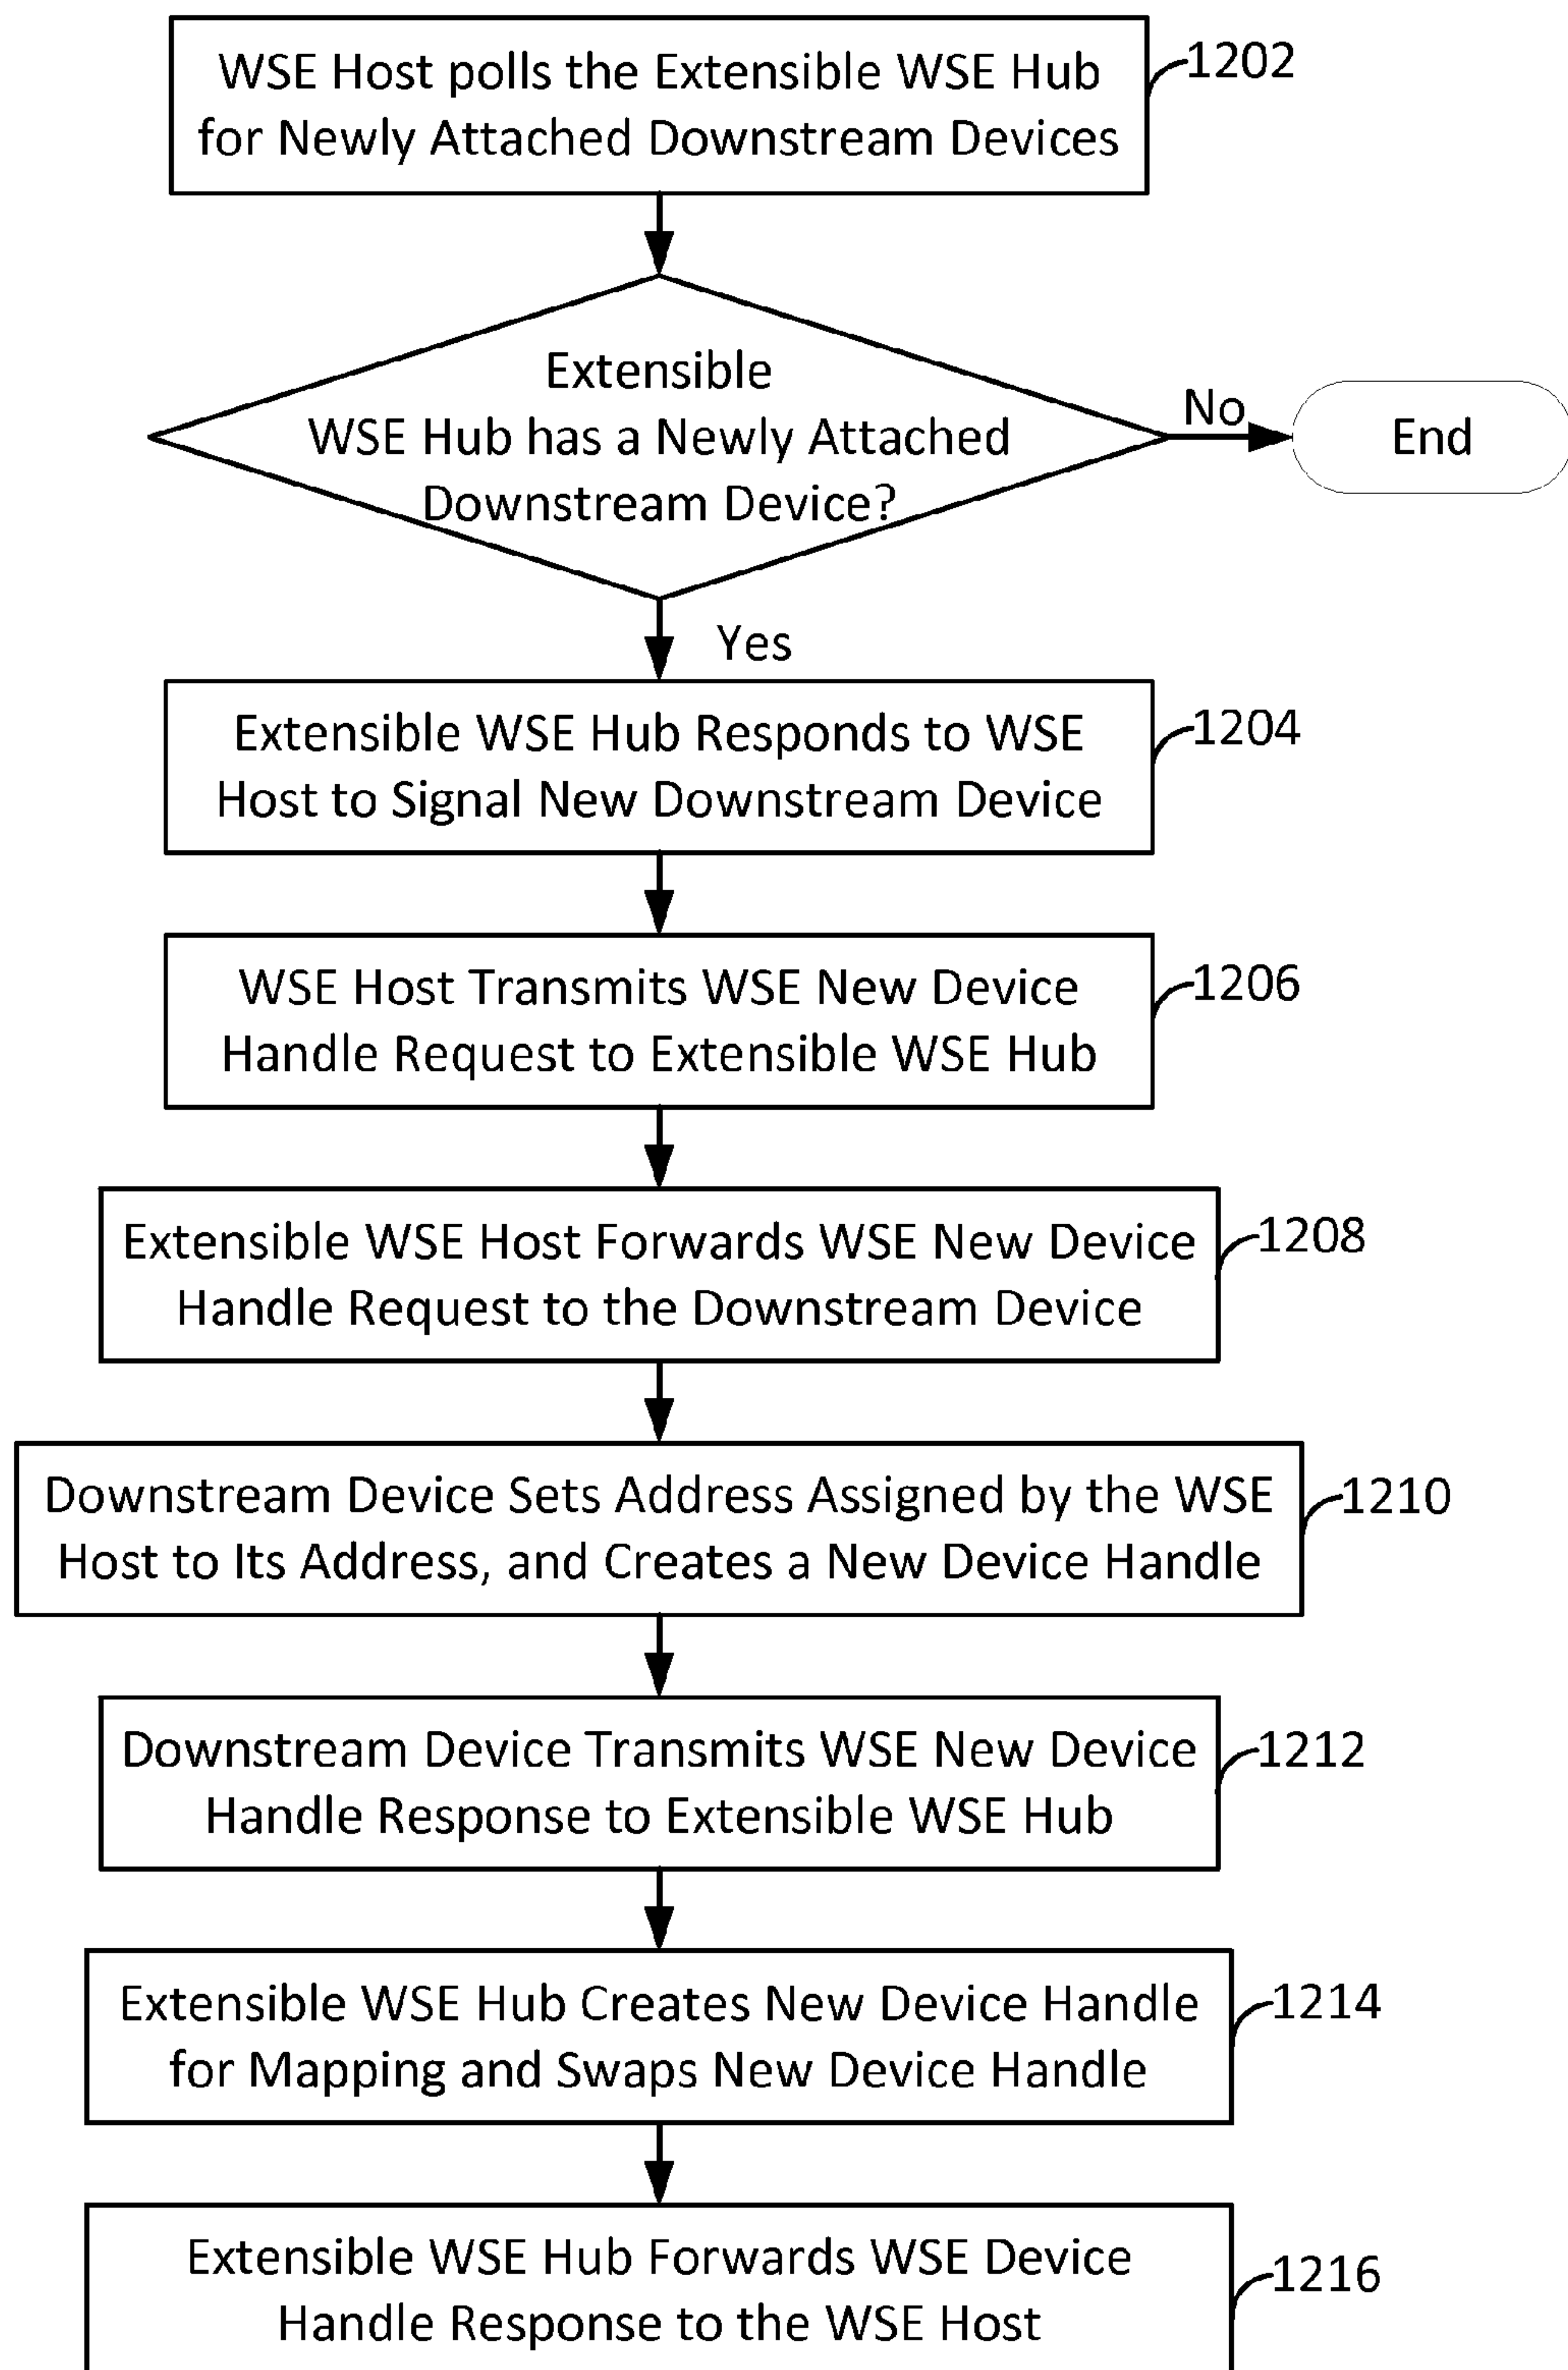 WSE Host polls the Extensible WSE Hub
for Newly Attached Downstream Devices
1202
Extensible
WSE Hub has a Newly Attached
Downstream Device?
No
End
Yes
Extensible WSE Hub Responds to WSE
Host to Signal New Downstream Device
1204
WSE Host Transmits WSE New Device
Handle Request to Extensible WSE Hub
1206
Extensible WSE Host Forwards WSE New Device
Handle Request to the Downstream Device
1208
Downstream Device Sets Address Assigned by the WSE
Host to Its Address, and Creates a New Device Handle
1210
Downstream Device Transmits WSE New Device
Handle Response to Extensible WSE Hub
1212
Extensible WSE Hub Creates New Device Handle
for Mapping and Swaps New Device Handle
1214
Extensible WSE Hub Forwards WSE Device
Handle Response to the WSE Host
1216